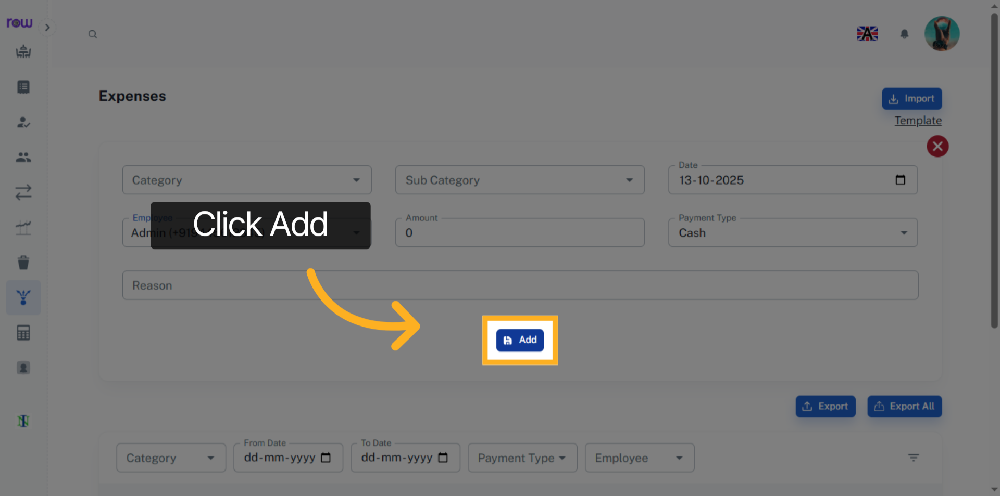 row
A
Expenses
Import
Template
Category
Sub Category
Date
13-10-2025
Employee
Admin
Click Add
Amount
0
Payment Type
Cash
Reason
Add
Export
Export All
Category
From Date
dd-mm-yyyy
To Date
dd-mm-yyyy
Payment Type
Employee